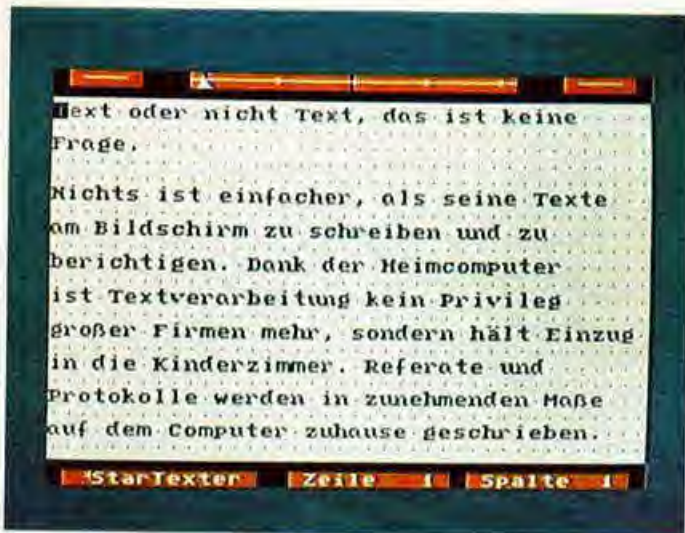 Text oder nicht Text, das ist keine
Frage.
Nichts ist einfacher, als seine Texte
am Bildschirm zu schreiben und zu
berichtigen. Dank der Heimcomputer
ist Textverarbeitung kein Privileg
großer Firmen mehr, sondern hält Einzug
in die Kinderzimmer. Referate und
Protokolle werden in zunehmenden Maße
auf dem Computer zuhause geschrieben.
*StarTexter Zeile 1 Spalte 1